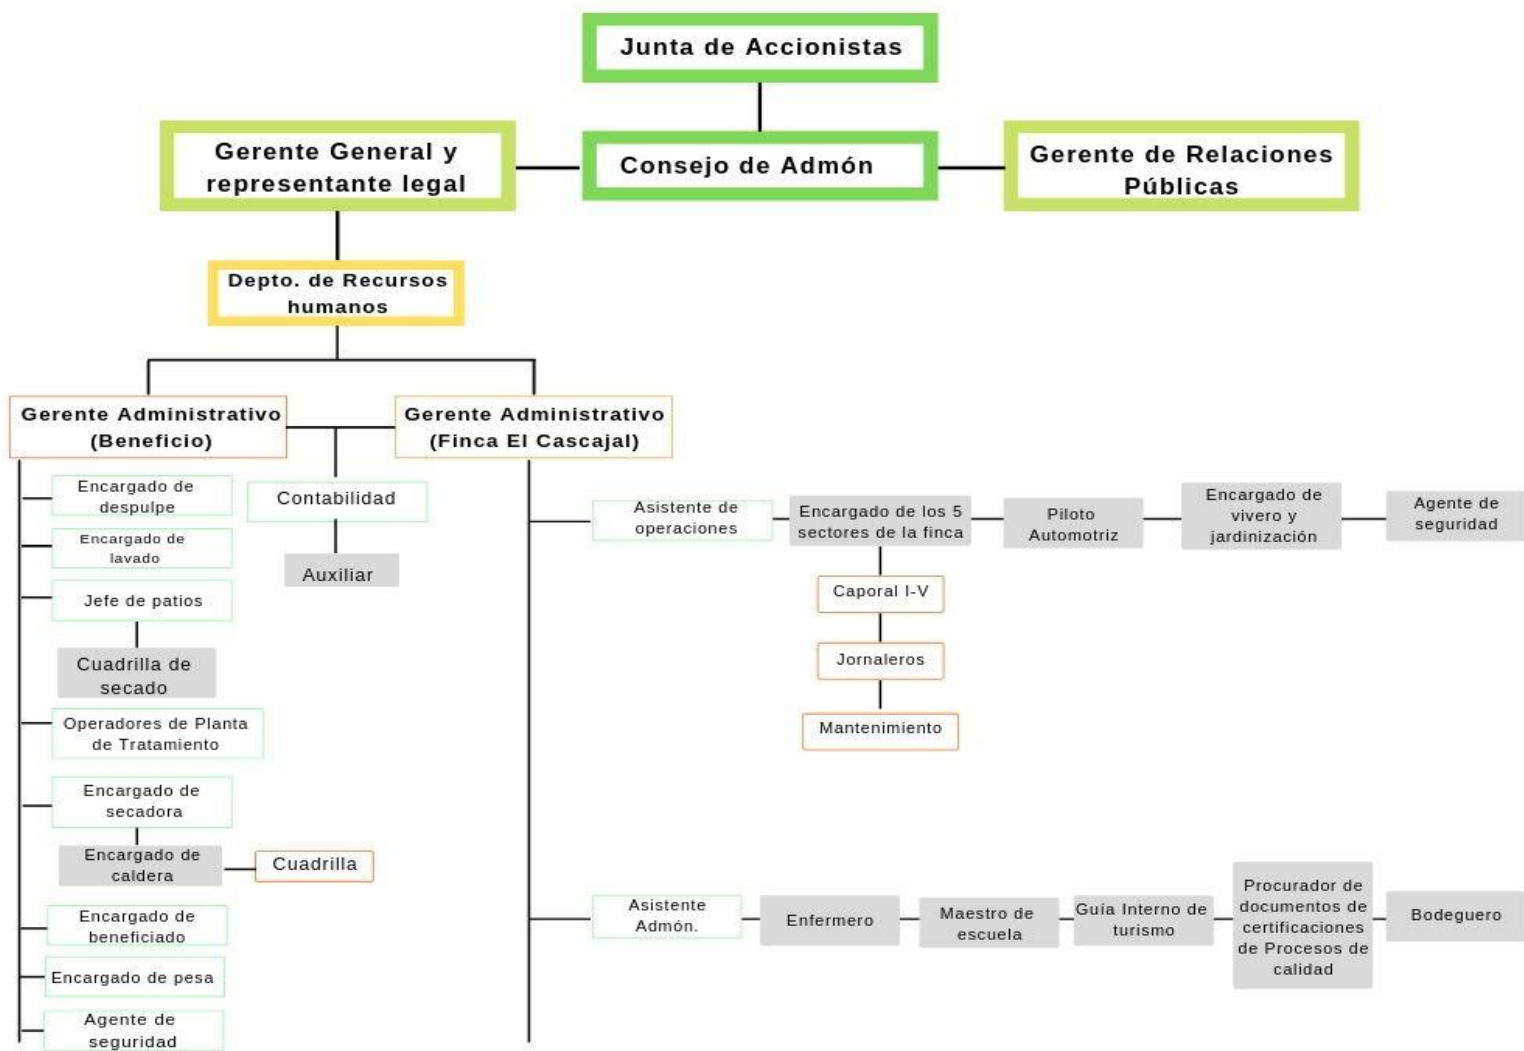 Junta de Accionistas
Gerente General y
representante legal
Consejo de Admón
Gerente de Relaciones
Públicas
Depto. de Recursos
humanos
Gerente Administrativo
(Beneficio)
Gerente Administrativo
(Finca El Cascajal)
Encargado de
despulpe
Encargado de
lavado
Jefe de patios
Cuadrilla de
secado
Operadores de Planta
de Tratamiento
Encargado de
secadora
Encargado de
caldera
Cuadrilla
Encargado de
beneficiado
Encargado de pesa
Agente de
seguridad
Contabilidad
Auxiliar
Asistente de
operaciones
Encargado de los 5
sectores de la finca
Caporal I-V
Jornaleros
Mantenimiento
Piloto
Automotriz
Encargado de
vivero y
jardinización
Agente de
seguridad
Asistente
Admón.
Enfermero
Maestro de
escuela
Guía Interno de
turismo
Procurador de
documentos de
certificaciones
de Procesos de
calidad
Bodeguero